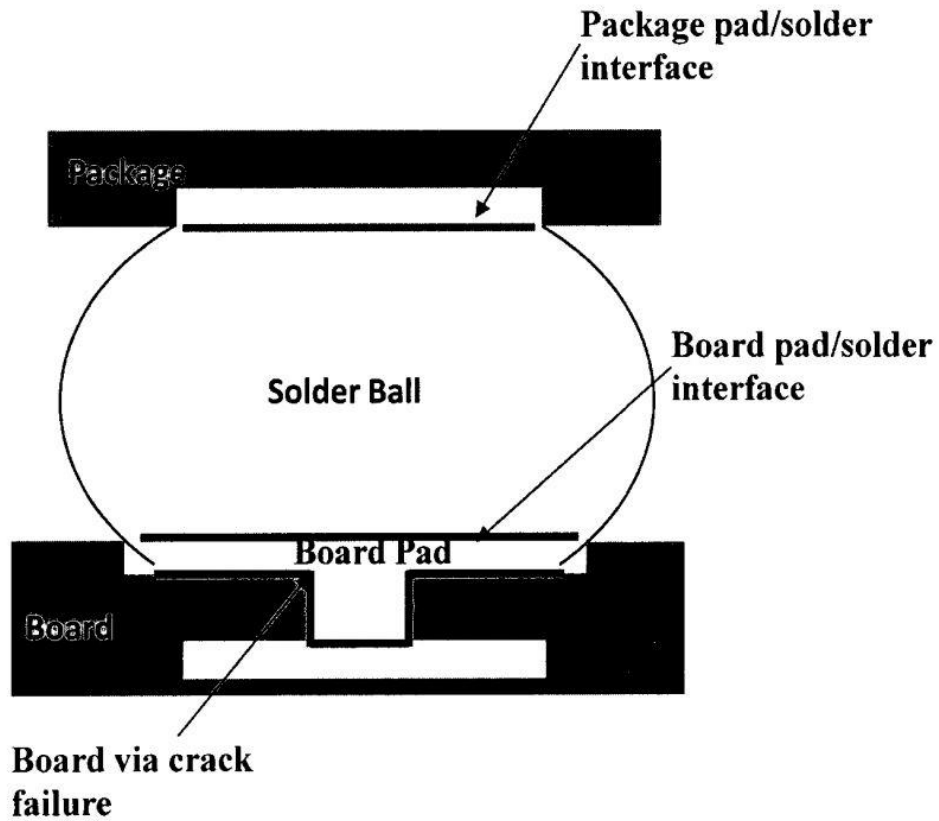 Package pad/solder
interface
Package
Board pad/solder
interface
Solder Ball
Board Pad
Board
Board via crack
failure